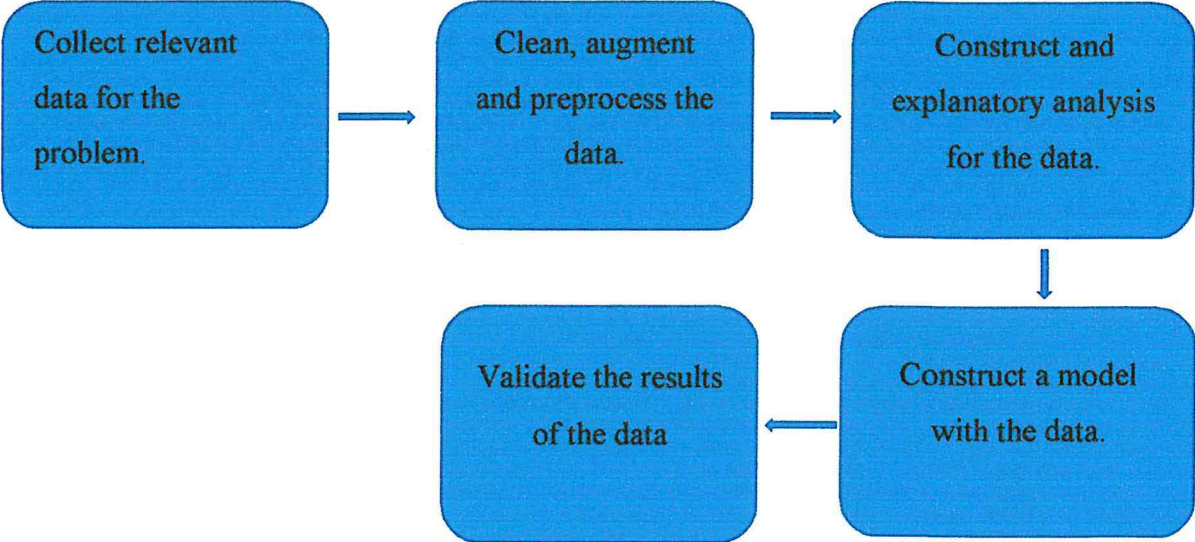 Collect relevant
data for the
problem.
Clean, augment
and preprocess the
data.
Construct and
explanatory analysis
for the data.
Construct a model
with the data.
Validate the results
of the data